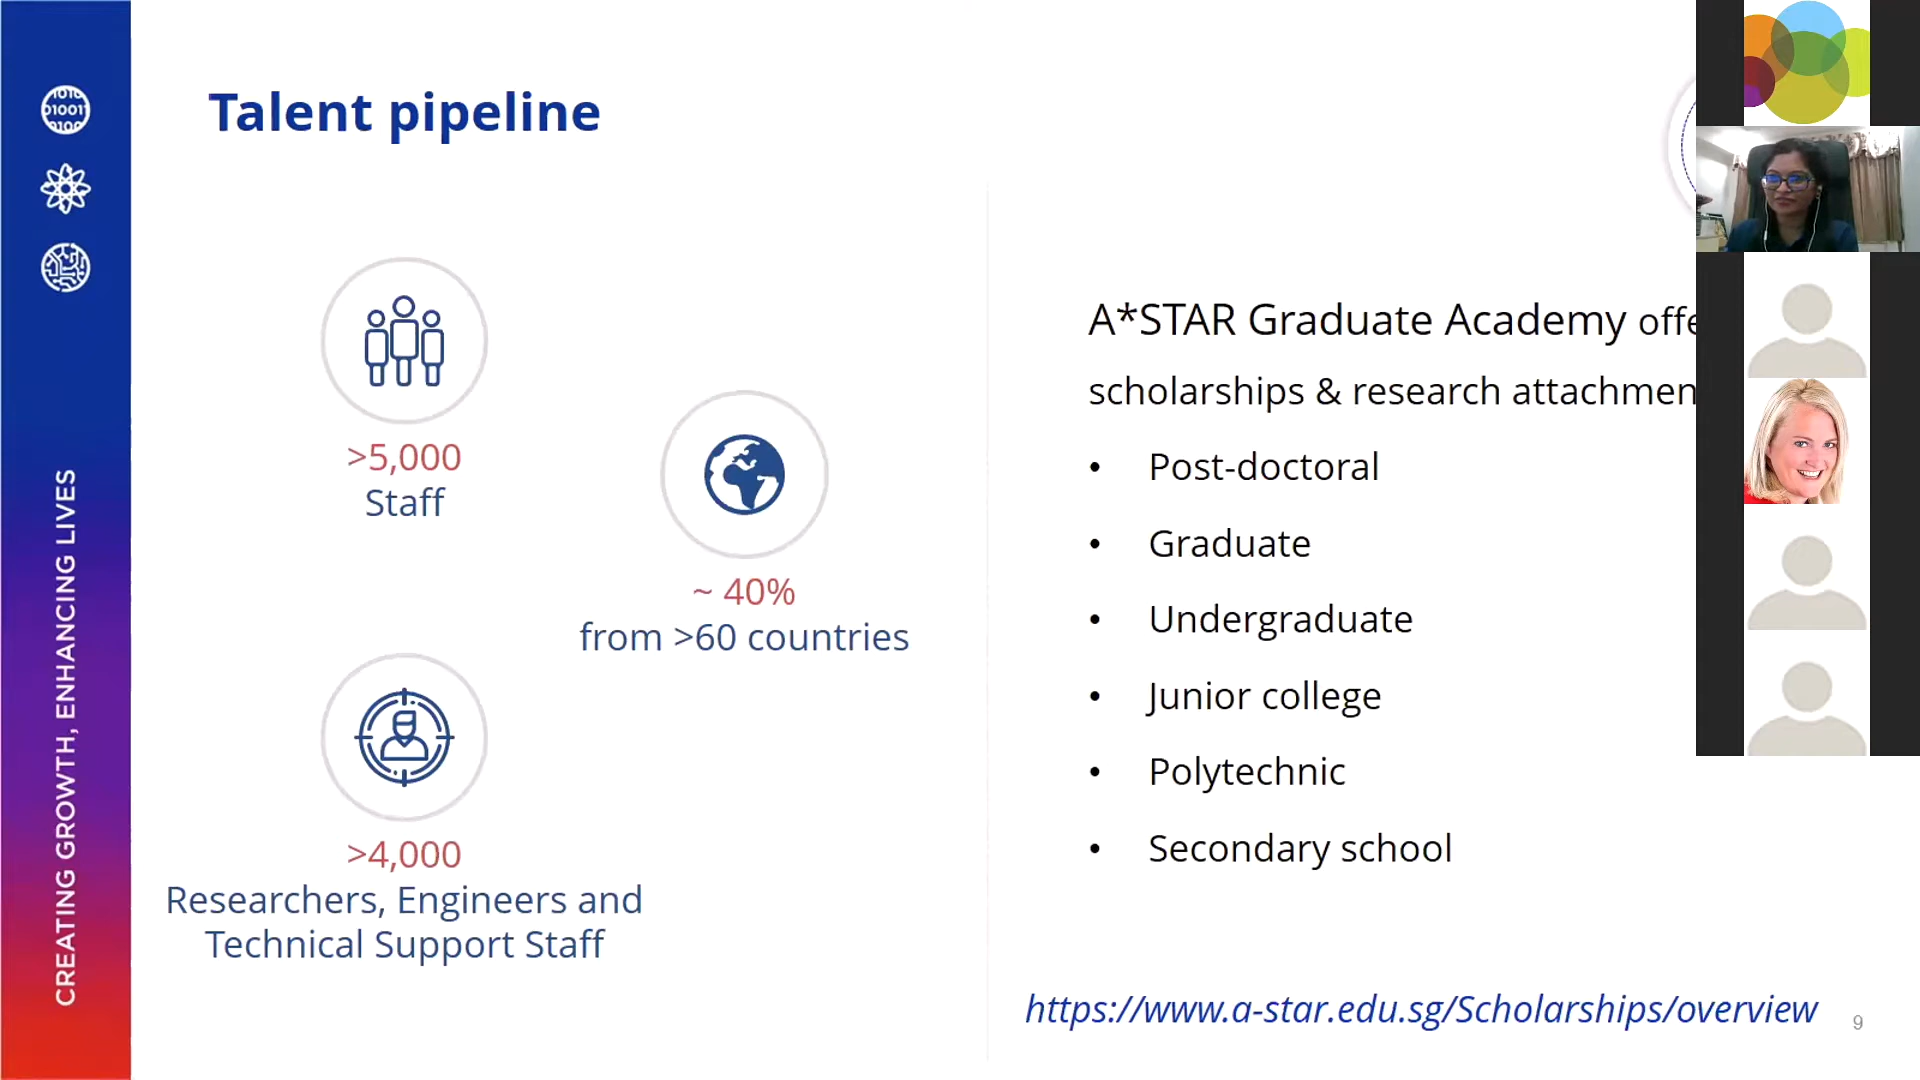 Talent pipeline
>5,000
Staff
~ 40%
from >60 countries
>4,000
Researchers, Engineers and
Technical Support Staff
A*STAR Graduate Academy
scholarships & research
• Post-doctoral
• Graduate
• Undergraduate
• Junior college
• Polytechnic
• Secondary school
https://www.a-star.edu.sg/Scholarships/overview
9
CREATING GROWTH, ENHANCING LIVES